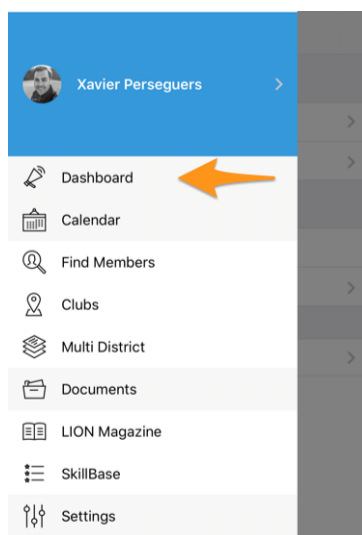 Xavier Perseguers
Dashboard
Calendar
Find Members
Clubs
Multi District
Documents
LION Magazine
SkillBase
Settings